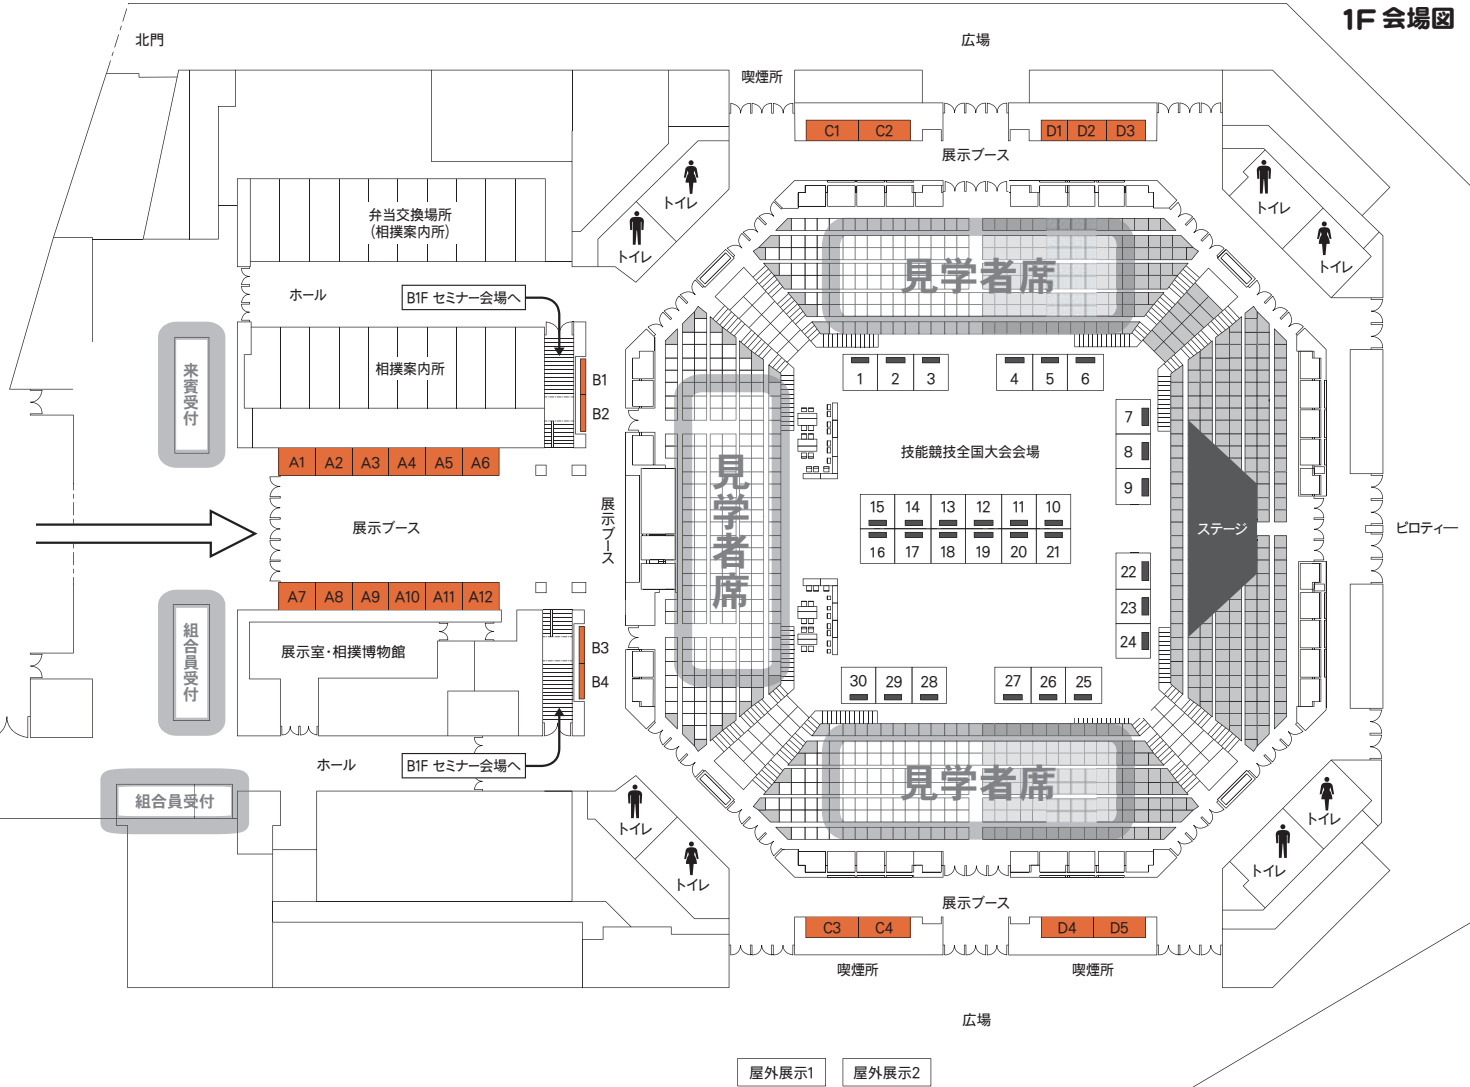 1F 会場図
北門
広場
喫煙所
C1
C2
D1
D2
D3
展示ブース
トイレ
トイレ
トイレ
トイレ
弁当交換場所
(相撲案内所)
見学者席
ホール
B1F セミナー会場へ
相撲案内所
B1
B2
来賓受付
1
2
3
4
5
6
7
8
9
A1
A2
A3
A4
A5
A6
技能競技全国大会会場
見学者席
展示ブース
15
14
13
12
11
10
16
17
18
19
20
21
展示ブース
ステージ
ピロティー
22
23
24
A7
A8
A9
A10
A11
A12
組合員受付
展示室・相撲博物館
B3
B4
30
29
28
27
26
25
ホール
B1F セミナー会場へ
見学者席
組合員受付
トイレ
トイレ
トイレ
トイレ
展示ブース
C3
C4
D4
D5
喫煙所
喫煙所
広場
屋外展示1
屋外展示2